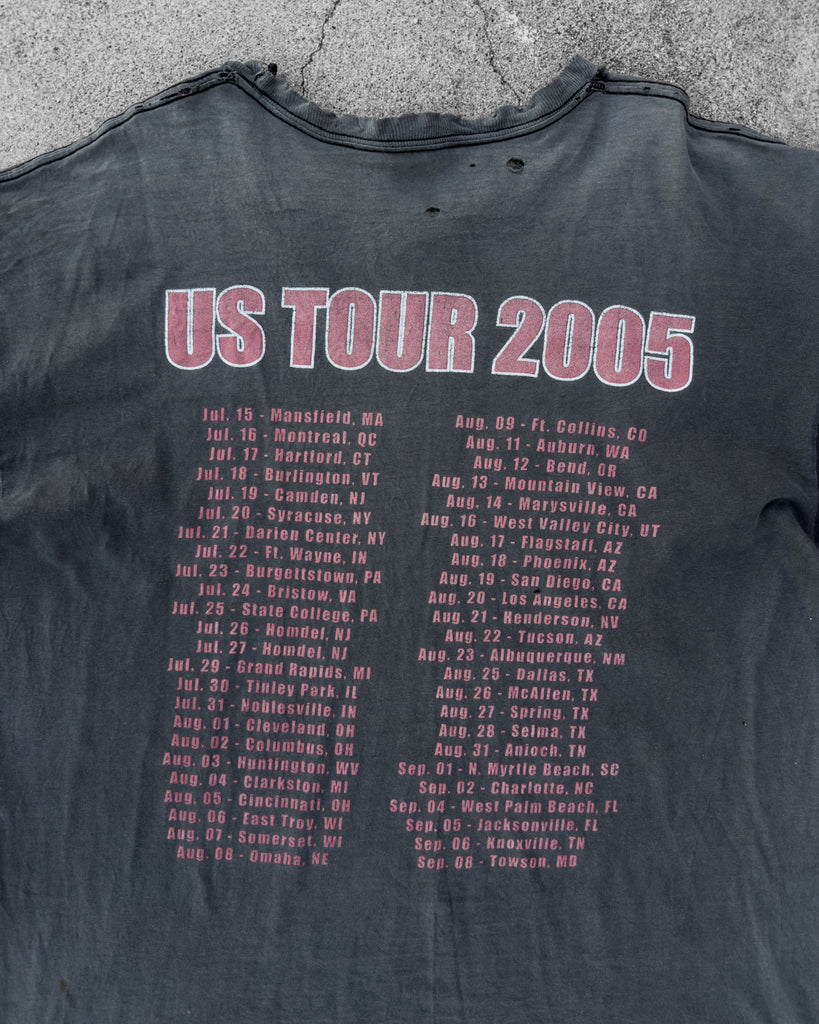 US TOUR 2005
Jul. 15 - Mansfield, MA
Jul. 16 - Montreal, QC
Jul. 17 - Hartford, CT
Jul. 18 - Burlington, VT
Jul. 19 - Camden, NJ
Jul. 20 - Syracuse, NY
Jul. 21 - Darien Center, NY
Jul. 22 - Ft. Wayne, IN
Jul. 23 - Burgettstown, PA
Jul. 24 - Bristow, VA
Jul. 25 - State College, PA
Jul. 26 - Homdel, NJ
Jul. 27 - Homdel, NJ
Jul. 29 - Grand Rapids, MI
Jul. 30 - Tinley Park, IL
Jul. 31 - Noblesville, IN
Aug. 01 - Cleveland, OH
Aug. 02 - Columbus, OH
Aug. 03 - Huntington, WV
Aug. 04 - Clarkston, MI
Aug. 05 - Cincinnati, OH
Aug. 06 - East Troy, WI
Aug. 07 - Somerset, WI
Aug. 08 - Omaha, NE
Aug. 09 - Ft. Collins, CO
Aug. 11 - Auburn, WA
Aug. 12 - Bend, OR
Aug. 13 - Mountain View, CA
Aug. 14 - Marysville, CA
Aug. 16 - West Valley City, UT
Aug. 17 - Flagstaff, AZ
Aug. 18 - Phoenix, AZ
Aug. 19 - San Diego, CA
Aug. 20 - Los Angeles, CA
Aug. 21 - Henderson, NV
Aug. 22 - Tucson, AZ
Aug. 23 - Albuquerque, NM
Aug. 25 - Dallas, TX
Aug. 26 - McAllen, TX
Aug. 27 - Spring, TX
Aug. 28 - Selma, TX
Aug. 31 - Anioch, TN
Sep. 01 - N. Myrtle Beach, SC
Sep. 02 - Charlotte, NC
Sep. 04 - West Palm Beach, FL
Sep. 05 - Jacksonville, FL
Sep. 06 - Knoxville, TN
Sep. 08 - Towson, MD